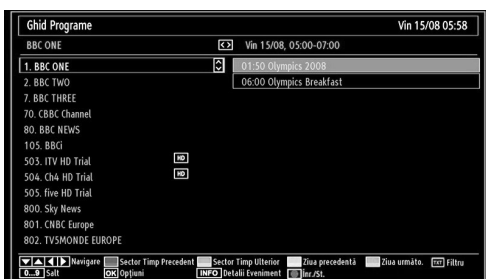 Ghid Programe Vin 15/08 05:58
BBC ONE Vin 15/08, 05:00-07:00
1. BBC ONE 01:50 Olympics 2008
2. BBC TWO 06:00 Olympics Breakfast
7. BBC THREE
70. CBBC Channel
80. BBC NEWS
105. BBCi
503. ITV HD Trial HD
504. Ch4 HD Trial HD
505. five HD Trial
800. Sky News
801. CNBC Europe
802. TV5MONDE EUROPE
Navigare Sector Timp Precedent Sector Timp Ulterior Ziua precedentă Ziua următo. TXT Filtru
0...9 Salt OK Opţiuni INFO Detalii Eveniment Înr./St.